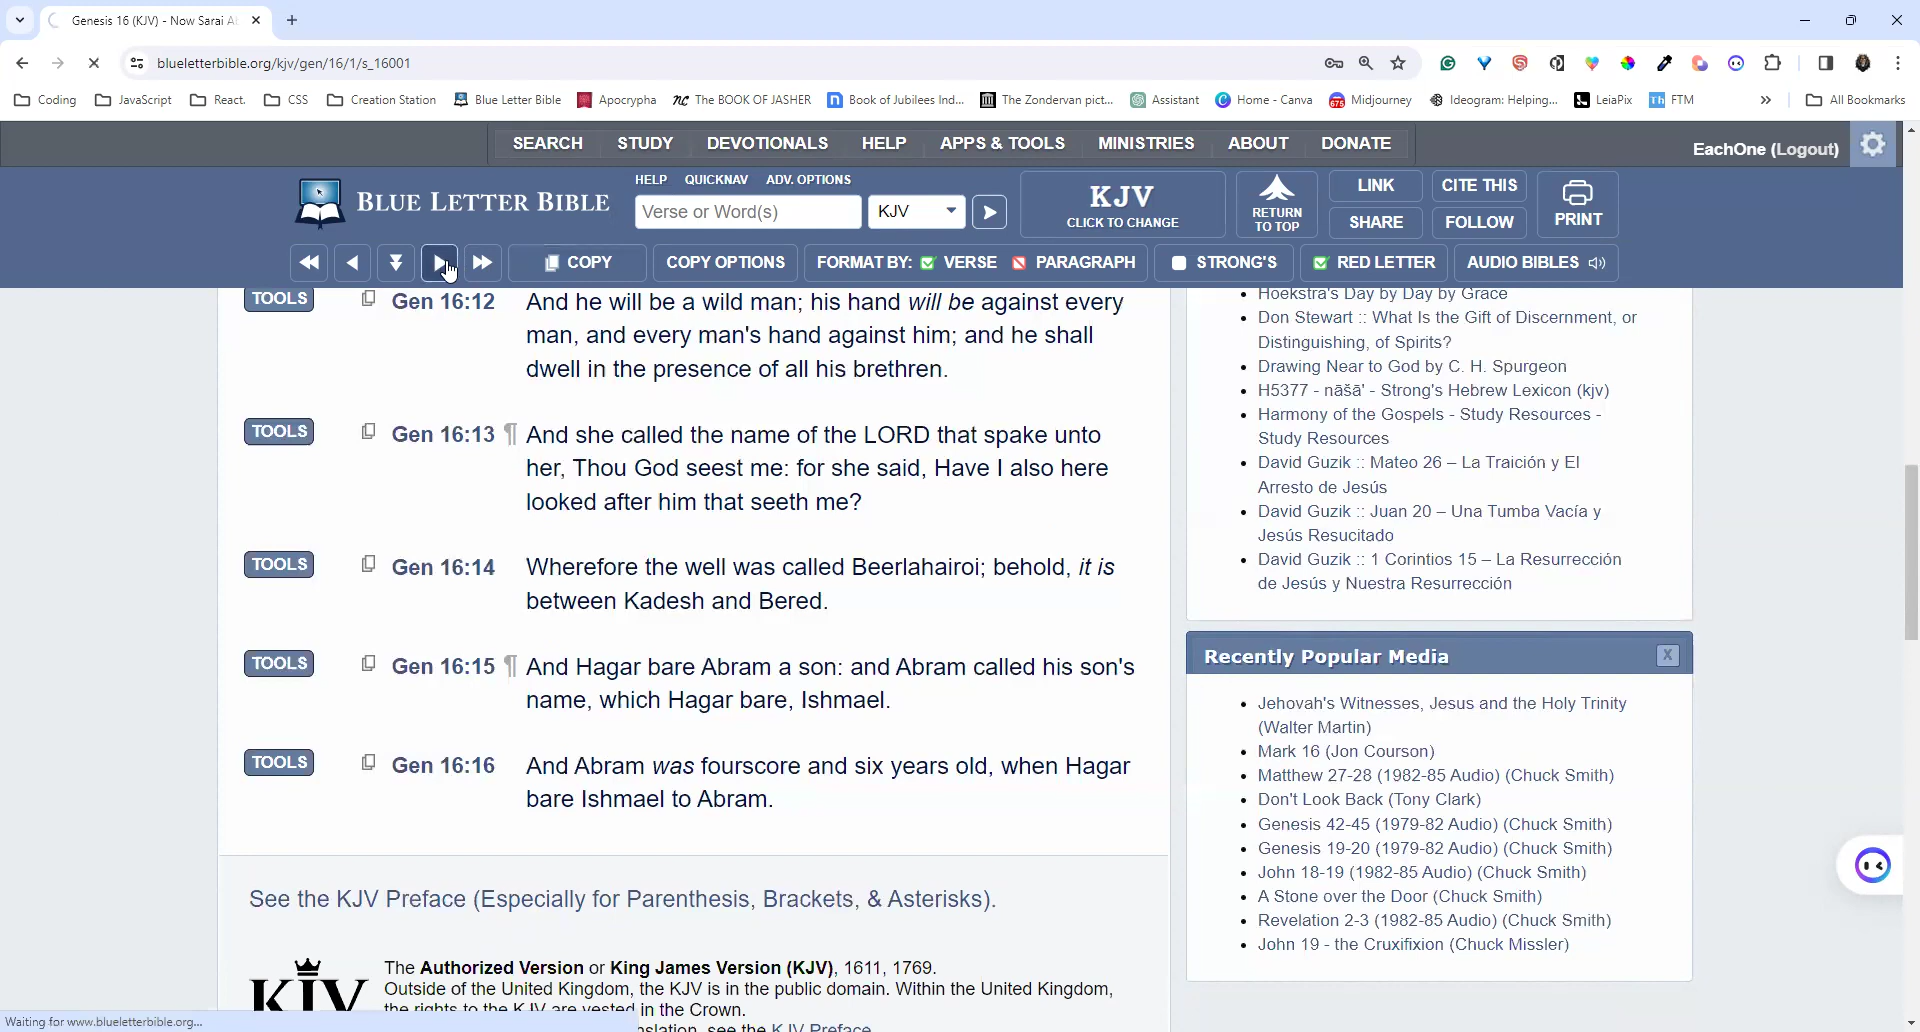 Genesis 16 (KJV) - Now Sarai A
blueletterbible.org/kjv/gen/16/1/s_16001
Coding JavaScript React. CSS Creation Station Blue Letter Bible Apocrypha The BOOK OF JASHER Book of Jubilees Ind... The Zondervan pict... Assistant Home - Canva Midjourney Ideogram: Helping... LeiaPix FTM » All Bookmarks
SEARCH STUDY DEVOTIONALS HELP APPS & TOOLS MINISTRIES ABOUT DONATE
EachOne (Logout)
BLUE LETTER BIBLE
HELP QUICKNAV ADV. OPTIONS
Verse or Word(s) KJV
KJV
CLICK TO CHANGE
RETURN
TO TOP
LINK CITE THIS
SHARE FOLLOW
PRINT
COPY COPY OPTIONS FORMAT BY: VERSE PARAGRAPH STRONG'S RED LETTER AUDIO BIBLES
TOOLS Gen 16:12 And he will be a wild man; his hand will be against every
man, and every man's hand against him; and he shall
dwell in the presence of all his brethren.
TOOLS Gen 16:13 ¶ And she called the name of the LORD that spake unto
her, Thou God seest me: for she said, Have I also here
looked after him that seeth me?
TOOLS Gen 16:14 Wherefore the well was called Beerlahairoi; behold, it is
between Kadesh and Bered.
TOOLS Gen 16:15 ¶ And Hagar bare Abram a son: and Abram called his son's
name, which Hagar bare, Ishmael.
TOOLS Gen 16:16 And Abram was fourscore and six years old, when Hagar
bare Ishmael to Abram.
See the KJV Preface (Especially for Parenthesis, Brackets, & Asterisks).
KJV
The Authorized Version or King James Version (KJV), 1611, 1769.
Outside of the United Kingdom, the KJV is in the public domain. Within the United Kingdom,
the rights to the KJV are vested in the Crown.
nslation, see the KJV Preface
Hoekstra's Day by Day by Grace
Don Stewart :: What Is the Gift of Discernment, or
Distinguishing, of Spirits?
Drawing Near to God by C. H. Spurgeon
H5377 - nāšā' - Strong's Hebrew Lexicon (kjv)
Harmony of the Gospels - Study Resources -
Study Resources
David Guzik :: Mateo 26 – La Traición y El
Arresto de Jesús
David Guzik :: Juan 20 – Una Tumba Vacía y
Jesús Resucitado
David Guzik :: 1 Corintios 15 – La Resurrección
de Jesús y Nuestra Resurrección
Recently Popular Media X
Jehovah's Witnesses, Jesus and the Holy Trinity
(Walter Martin)
Mark 16 (Jon Courson)
Matthew 27-28 (1982-85 Audio) (Chuck Smith)
Don't Look Back (Tony Clark)
Genesis 42-45 (1979-82 Audio) (Chuck Smith)
Genesis 19-20 (1979-82 Audio) (Chuck Smith)
John 18-19 (1982-85 Audio) (Chuck Smith)
A Stone over the Door (Chuck Smith)
Revelation 2-3 (1982-85 Audio) (Chuck Smith)
John 19 - the Cruxifixion (Chuck Missler)
Waiting for www.blueletterbible.org...